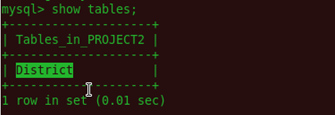 mysql> show tables;
+--------------------+
| Tables_in_PROJECT2 |
+--------------------+
| District           |
+--------------------+
1 row in set (0.01 sec)